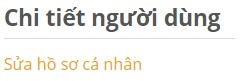 Chi tiết người dùng
Sửa hồ sơ cá nhân